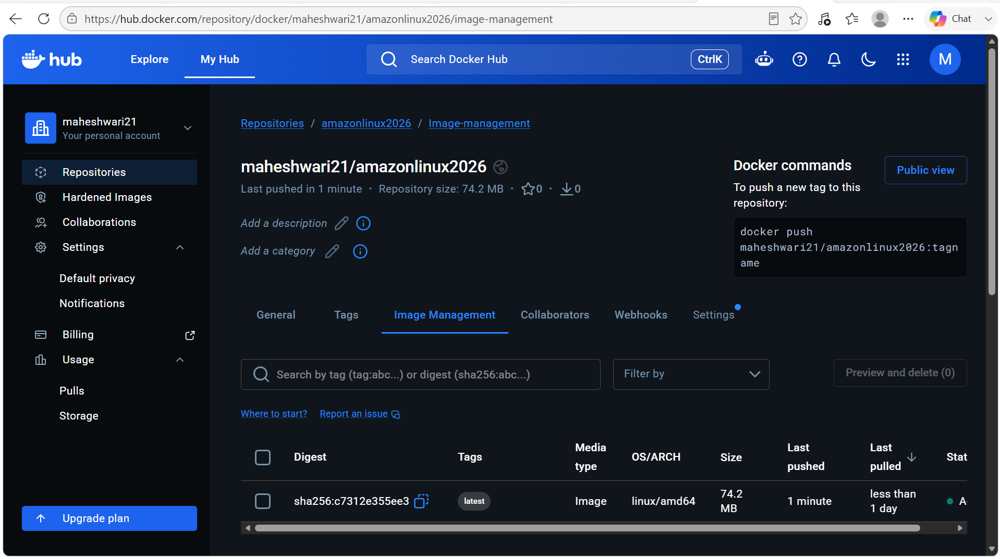 https://hub.docker.com/repository/docker/maheshwari21/amazonlinux2026/image-management
Chat
hub
Explore
My Hub
Search Docker Hub
CtrlK
M
maheshwari21
Your personal account
Repositories
Hardened Images
Collaborations
Settings
Default privacy
Notifications
Billing
Usage
Pulls
Storage
Upgrade plan
Repositories / amazonlinux2026 / Image-management
maheshwari21/amazonlinux2026
Last pushed in 1 minute • Repository size: 74.2 MB • 0 • 0
Add a description
Add a category
Docker commands
Public view
To push a new tag to this
repository:
docker push
maheshwari21/amazonlinux2026:tagn
ame
General
Tags
Image Management
Collaborators
Webhooks
Settings
Search by tag (tag:abc...) or digest (sha256:abc...)
Filter by
Preview and delete (0)
Where to start?
Report an issue
Digest
Tags
Media
type
OS/ARCH
Size
Last
pushed
Last
pulled
Stat
sha256:c7312e355ee3
latest
Image
linux/amd64
74.2
MB
1 minute
less than
1 day
A